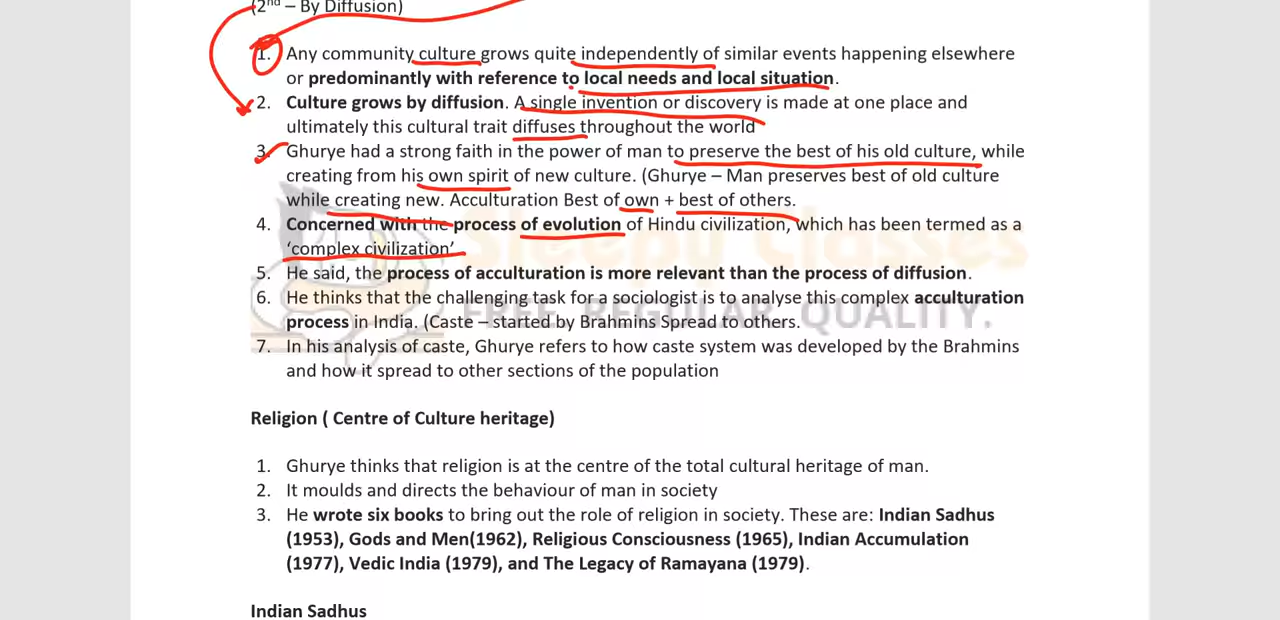 (2nd – By Diffusion)
1. Any community culture grows quite independently of similar events happening elsewhere
or predominantly with reference to local needs and local situation.
2. Culture grows by diffusion. A single invention or discovery is made at one place and
ultimately this cultural trait diffuses throughout the world
3. Ghurye had a strong faith in the power of man to preserve the best of his old culture, while
creating from his own spirit of new culture. (Ghurye – Man preserves best of old culture
while creating new. Acculturation Best of own + best of others.
4. Concerned with the process of evolution of Hindu civilization, which has been termed as a
‘complex civilization’.
5. He said, the process of acculturation is more relevant than the process of diffusion.
6. He thinks that the challenging task for a sociologist is to analyse this complex acculturation
process in India. (Caste – started by Brahmins Spread to others.
7. In his analysis of caste, Ghurye refers to how caste system was developed by the Brahmins
and how it spread to other sections of the population
Sleepy Classes
FREE. REGULAR. QUALITY.
Religion ( Centre of Culture heritage)
1. Ghurye thinks that religion is at the centre of the total cultural heritage of man.
2. It moulds and directs the behaviour of man in society
3. He wrote six books to bring out the role of religion in society. These are: Indian Sadhus
(1953), Gods and Men(1962), Religious Consciousness (1965), Indian Accumulation
(1977), Vedic India (1979), and The Legacy of Ramayana (1979).
Indian Sadhus